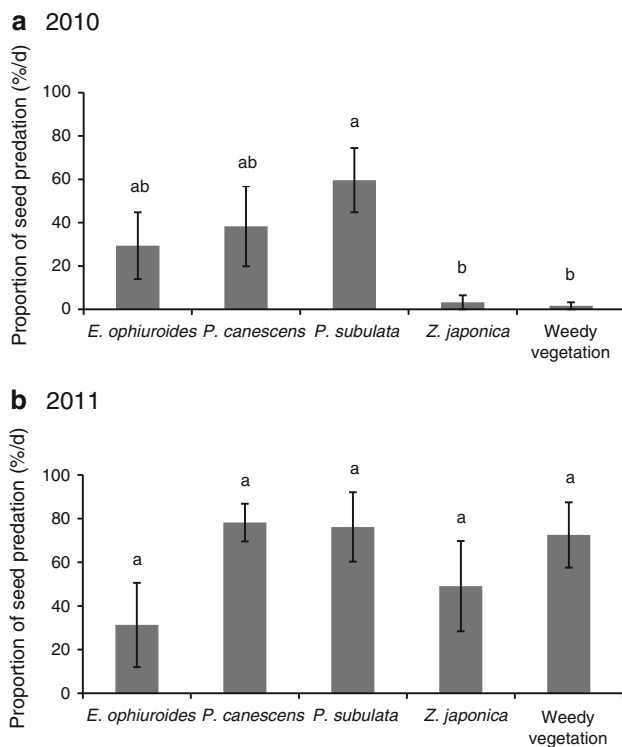 a 2010
Proportion of seed predation (%/d)
100
80
60
40
20
0
ab
ab
a
b
b
E. ophiuroides P. canescens P. subulata Z. japonica Weedy
vegetation
b 2011
Proportion of seed predation (%/d)
100
80
60
40
20
0
a
a
a
a
a
E. ophiuroides P. canescens P. subulata Z. japonica Weedy
vegetation